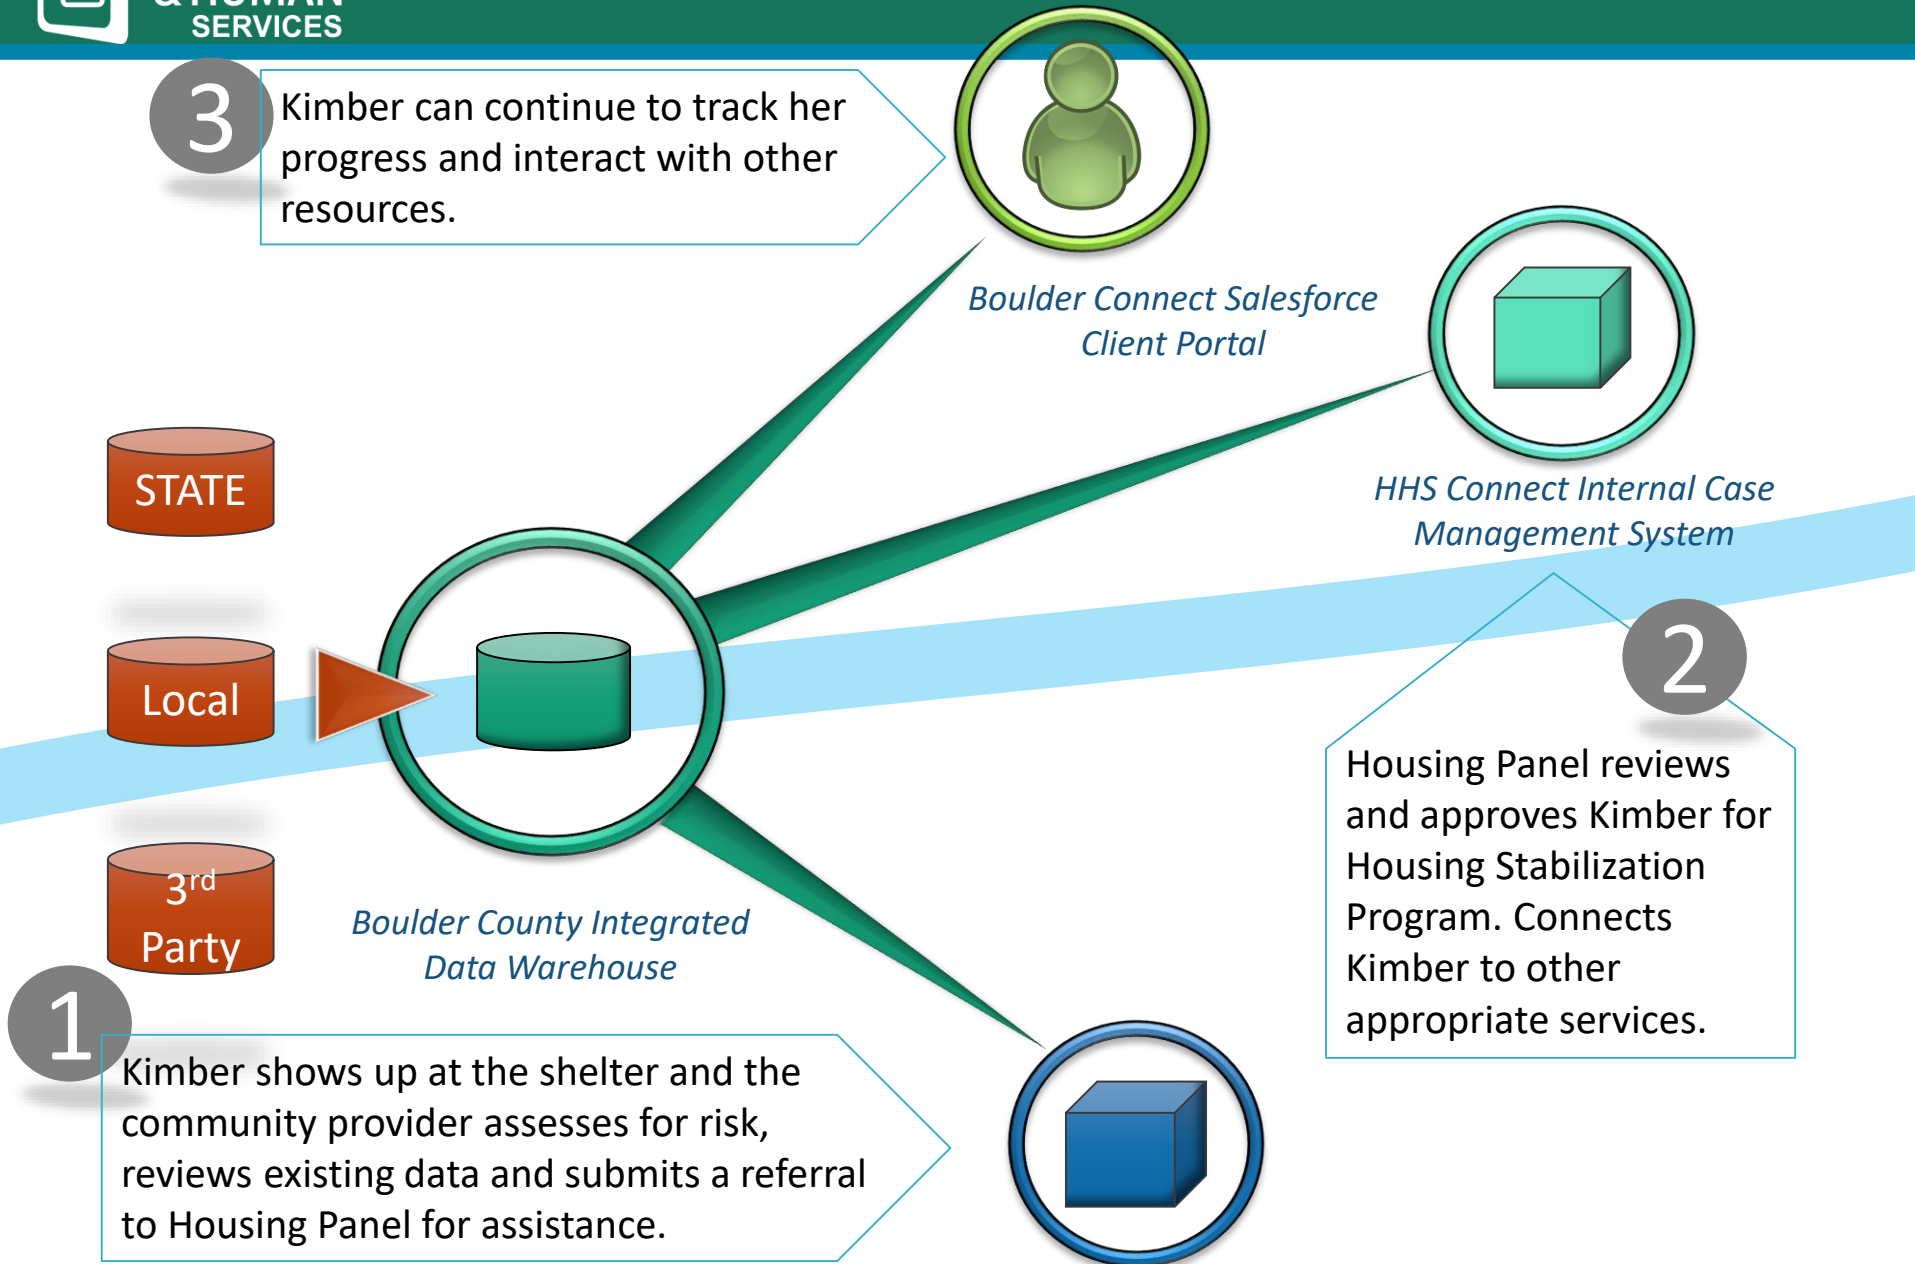 & HUMAN
SERVICES
3
Kimber can continue to track her
progress and interact with other
resources.
Boulder Connect Salesforce
Client Portal
HHS Connect Internal Case
Management System
STATE
Local
3rd
Party
Boulder County Integrated
Data Warehouse
2
Housing Panel reviews
and approves Kimber for
Housing Stabilization
Program. Connects
Kimber to other
appropriate services.
1
Kimber shows up at the shelter and the
community provider assesses for risk,
reviews existing data and submits a referral
to Housing Panel for assistance.